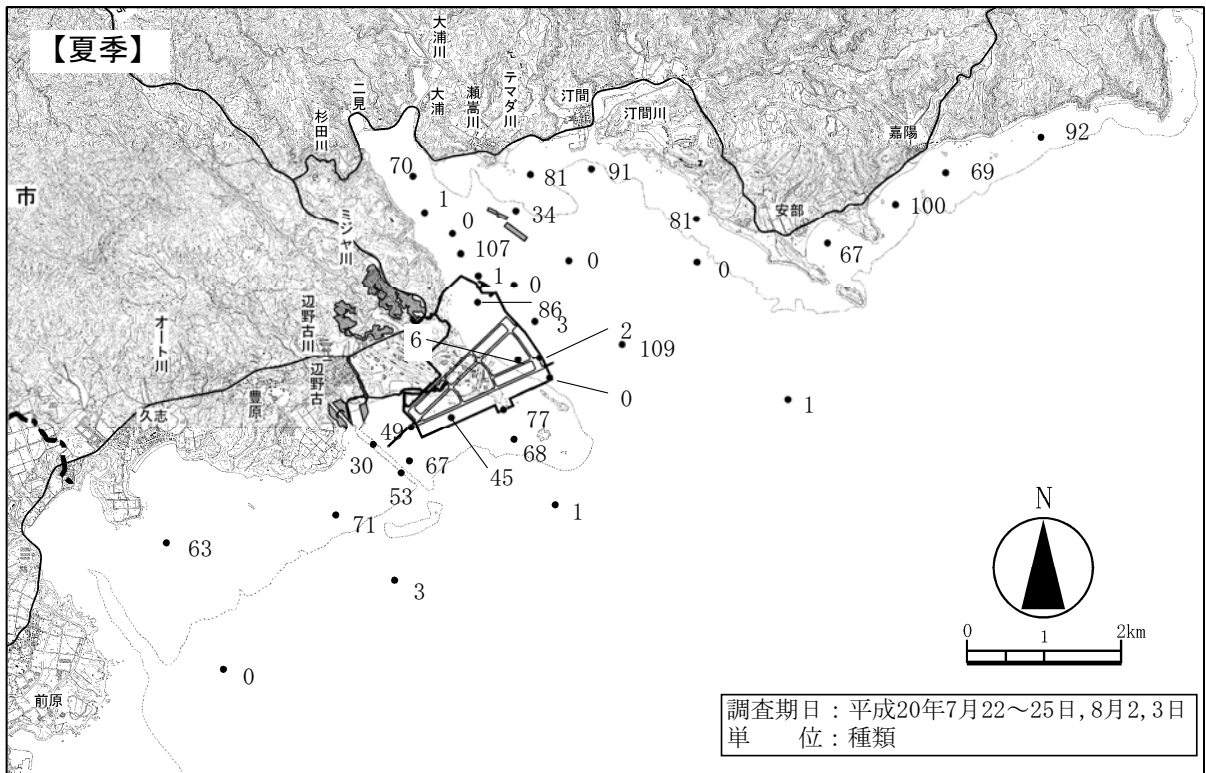 【夏季】
大浦川
二見
大浦
瀬嵩川
テマダ川
汀間
汀間川
杉田川
嘉陽
92
市
70
81
91
69
1
34
81
安部
100
ミジャ川
0
107
0
0
67
1
0
86
3
辺野古川
オート川
6
2
109
辺野古
豊原
0
1
久志
49
77
30
67
45
68
53
71
1
N
63
3
0 1 2km
0
前原
調査期日：平成20年7月22～25日,8月2,3日
単 位：種類